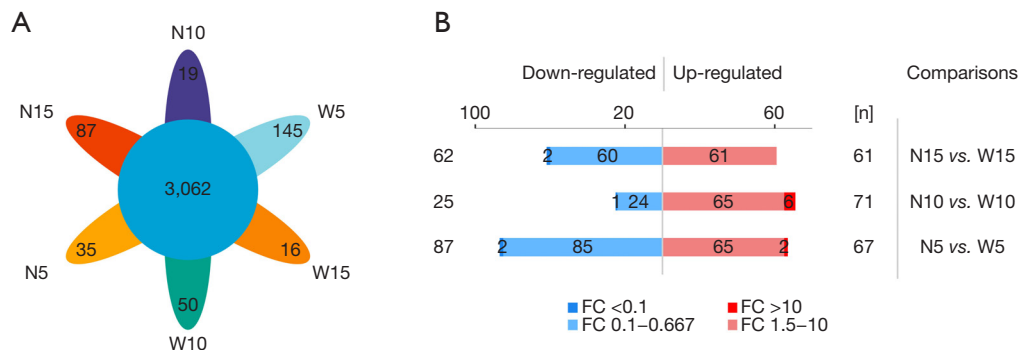 A
N10
19
N15
87
W5
145
3,062
N5
35
W15
16
50
W10
B
Down-regulated Up-regulated Comparisons
100 20 60 [n]
62 2 60 61 61 N15 vs. W15
25 1 24 65 6 71 N10 vs. W10
87 2 85 65 2 67 N5 vs. W5
FC <0.1 FC >10
FC 0.1–0.667 FC 1.5–10